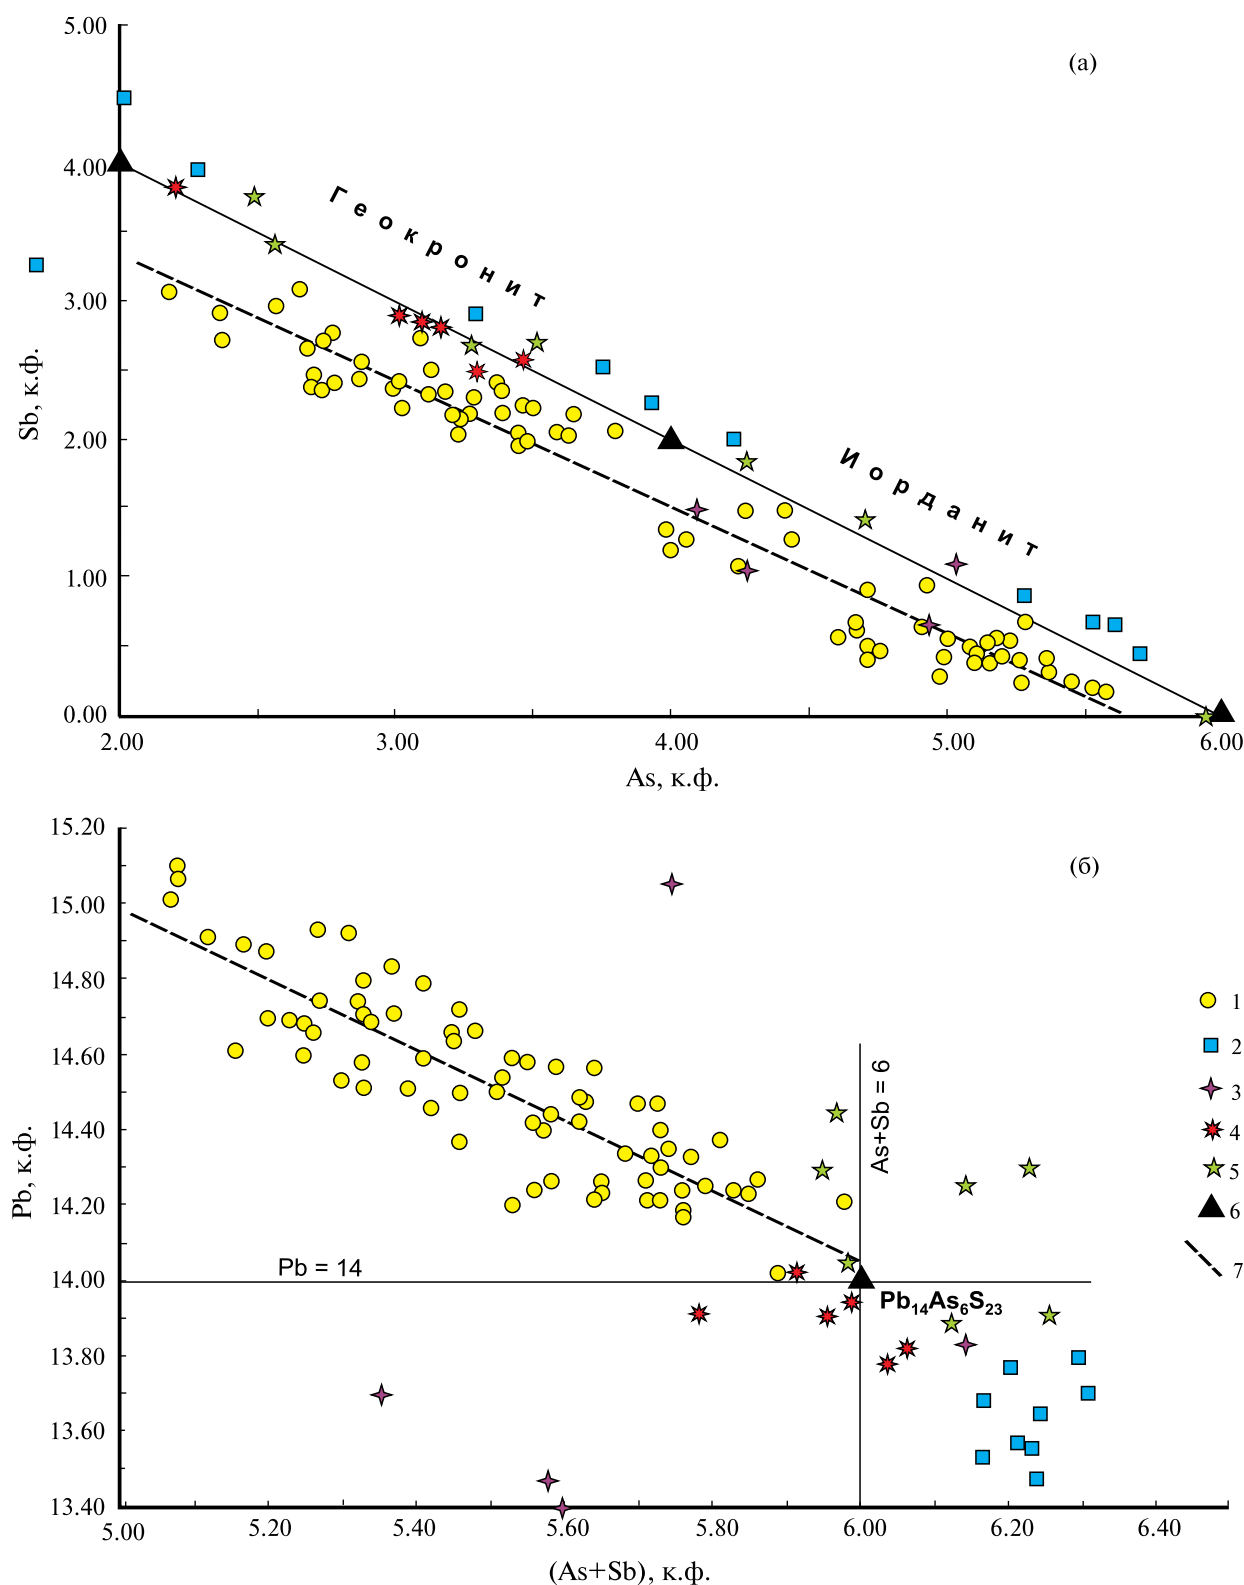 5.00
(а)
4.00
Геокронит
3.00
Sb, к.ф.
2.00
Иорданит
1.00
0.00
2.00 3.00 4.00 5.00 6.00
As, к.ф.
15.20
(б)
15.00
14.80
1
14.60
2
As+Sb = 6
3
14.40
4
Pb, к.ф.
5
14.20
6
Pb = 14
7
14.00
Pb14As6S23
13.80
13.60
13.40
5.00 5.20 5.40 5.60 5.80 6.00 6.20 6.40
(As+Sb), к.ф.